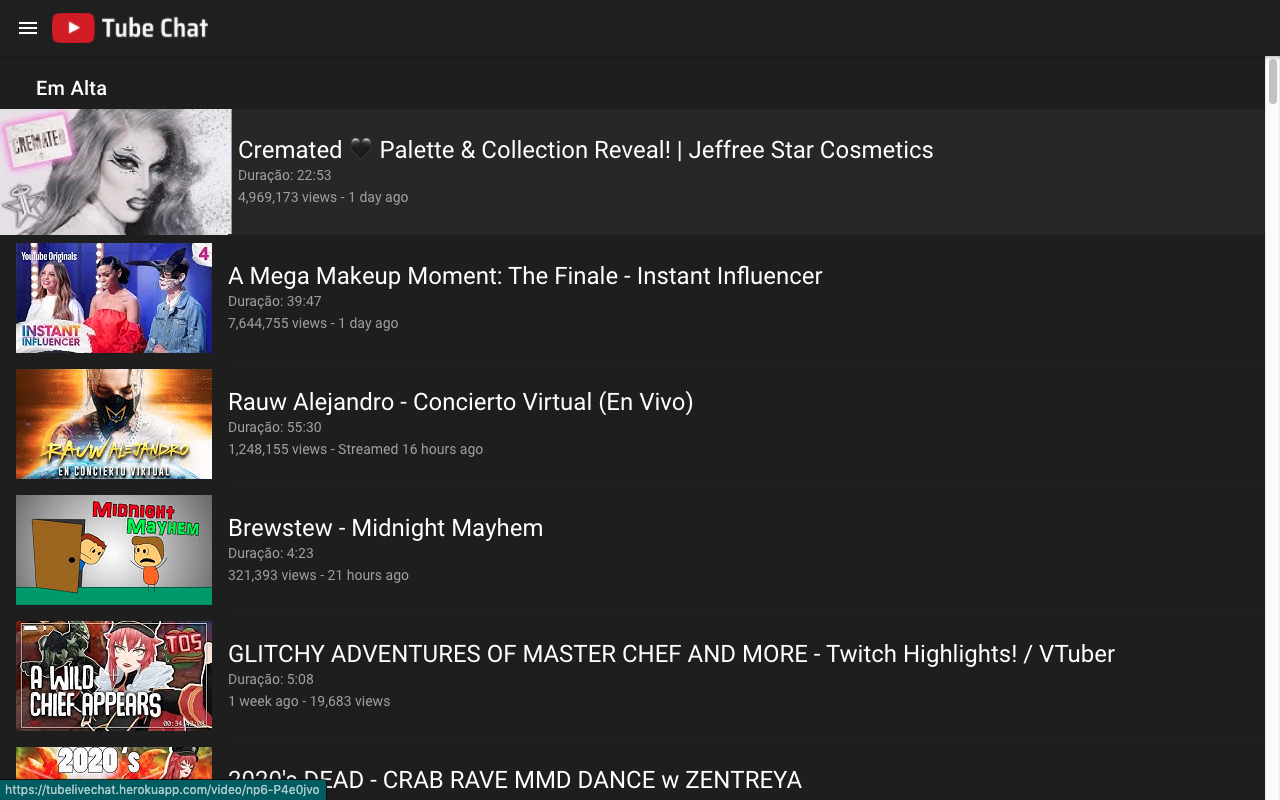 Tube Chat
Em Alta
CREMATED
Cremated 🖤 Palette & Collection Reveal! | Jeffree Star Cosmetics
Duração: 22:53
4,969,173 views - 1 day ago
YouTube Originals
4
INSTANT
INFLUENCER
A Mega Makeup Moment: The Finale - Instant Influencer
Duração: 39:47
7,644,755 views - 1 day ago
RAUW ALEJANDRO
EN CONCIERTO VIRTUAL
Rauw Alejandro - Concierto Virtual (En Vivo)
Duração: 55:30
1,248,155 views - Streamed 16 hours ago
MIDNIGHT
MAYHEM
Brewstew - Midnight Mayhem
Duração: 4:23
321,393 views - 21 hours ago
TOS
A WILD
CHIEF APPEARS
GLITCHY ADVENTURES OF MASTER CHEF AND MORE - Twitch Highlights! / VTuber
Duração: 5:08
1 week ago - 19,683 views
2020's
2020's DEAD - CRAB RAVE MMD DANCE w ZENTREYA
https://tubelivechat.herokuapp.com/video/np6-P4e0jvo